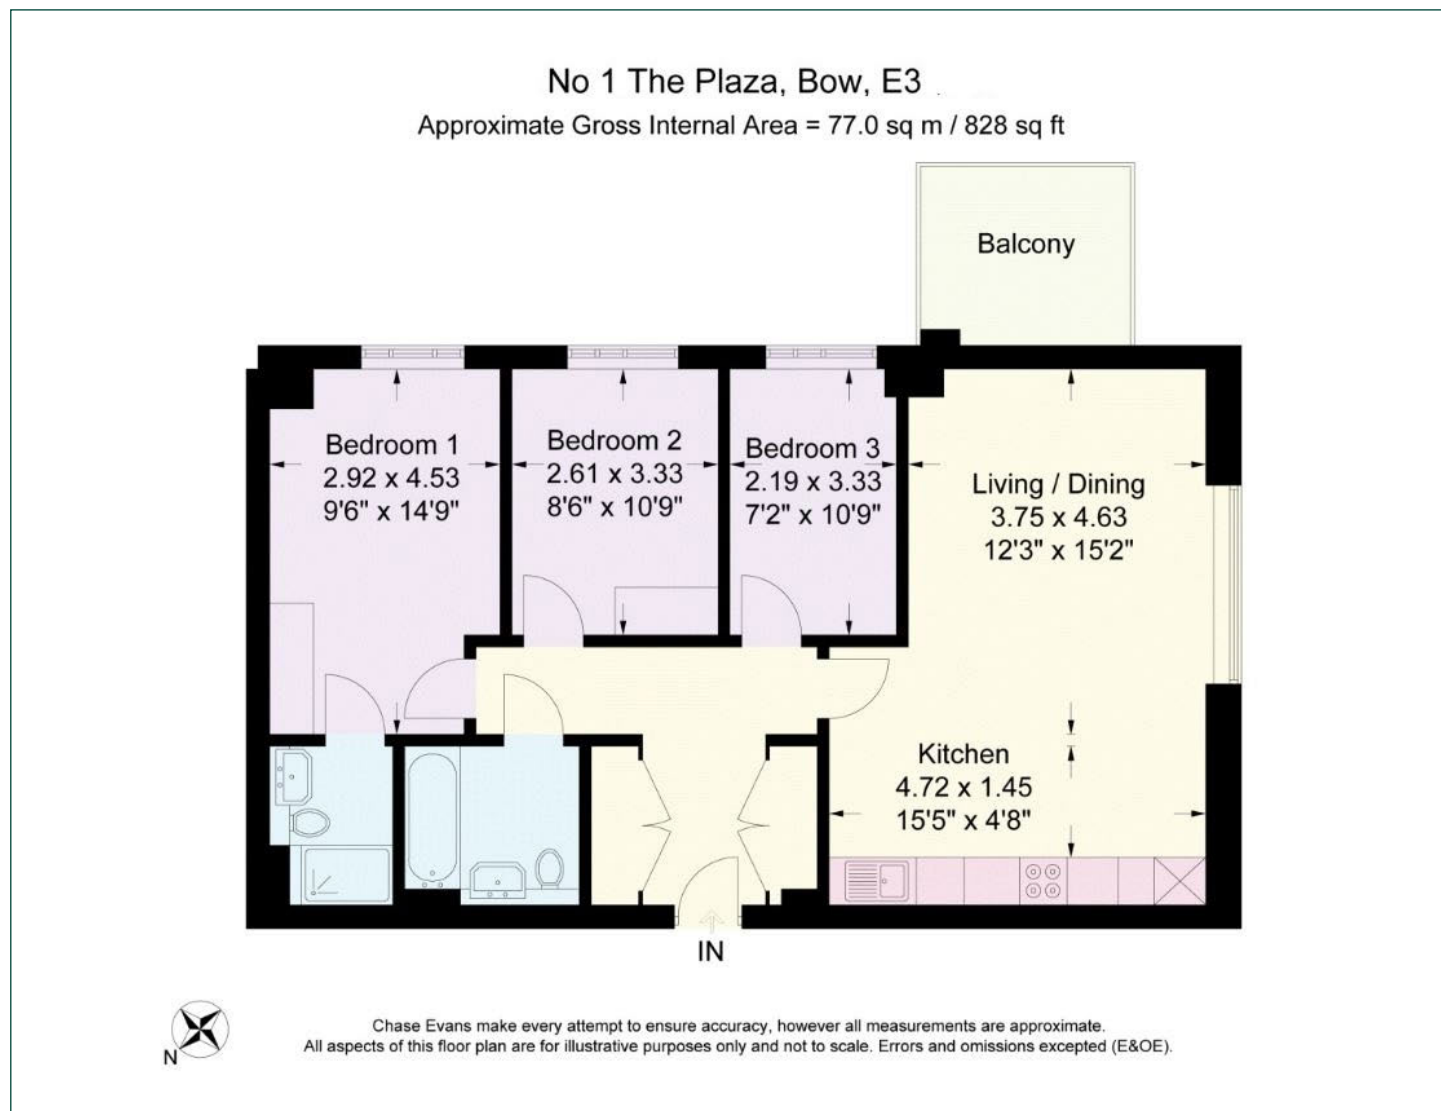 No 1 The Plaza, Bow, E3
Approximate Gross Internal Area = 77.0 sq m / 828 sq ft
Balcony
Bedroom 1
2.92 x 4.53
9'6" x 14'9"
Bedroom 2
2.61 x 3.33
8'6" x 10'9"
Bedroom 3
2.19 x 3.33
7'2" x 10'9"
Living / Dining
3.75 x 4.63
12'3" x 15'2"
Kitchen
4.72 x 1.45
15'5" x 4'8"
IN
N
Chase Evans make every attempt to ensure accuracy, however all measurements are approximate.
All aspects of this floor plan are for illustrative purposes only and not to scale. Errors and omissions excepted (E&OE).